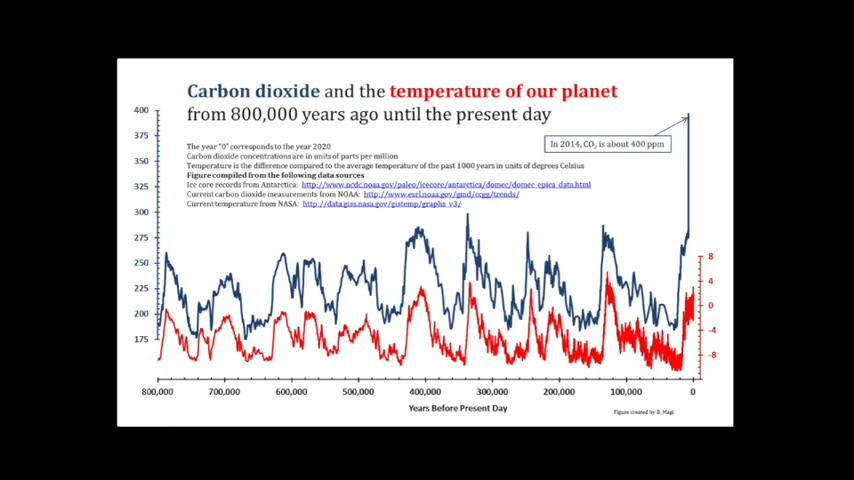 Carbon dioxide and the temperature of our planet
from 800,000 years ago until the present day
The year "0" corresponds to the year 2020
Carbon dioxide concentrations are in units of parts per million
Temperature is the difference compared to the average temperature of the past 1000 years in units of degrees Celsius
Figure compiled from the following data sources
Ice core records from Antarctica: http://www.ncdc.noaa.gov/paleo/icecore/antarctica/domec/domec_epica_data.html
Current carbon dioxide measurements from NOAA: http://www.esrl.noaa.gov/gmd/ccgg/trends/
Current temperature from NASA: http://data.giss.nasa.gov/gistemp/graphs_v3/
In 2014, CO₂ is about 400 ppm
400
375
350
325
300
275
250
225
200
175
8
4
0
-4
-8
800,000 700,000 600,000 500,000 400,000 300,000 200,000 100,000 0
Years Before Present Day
Figure created by B. Magi